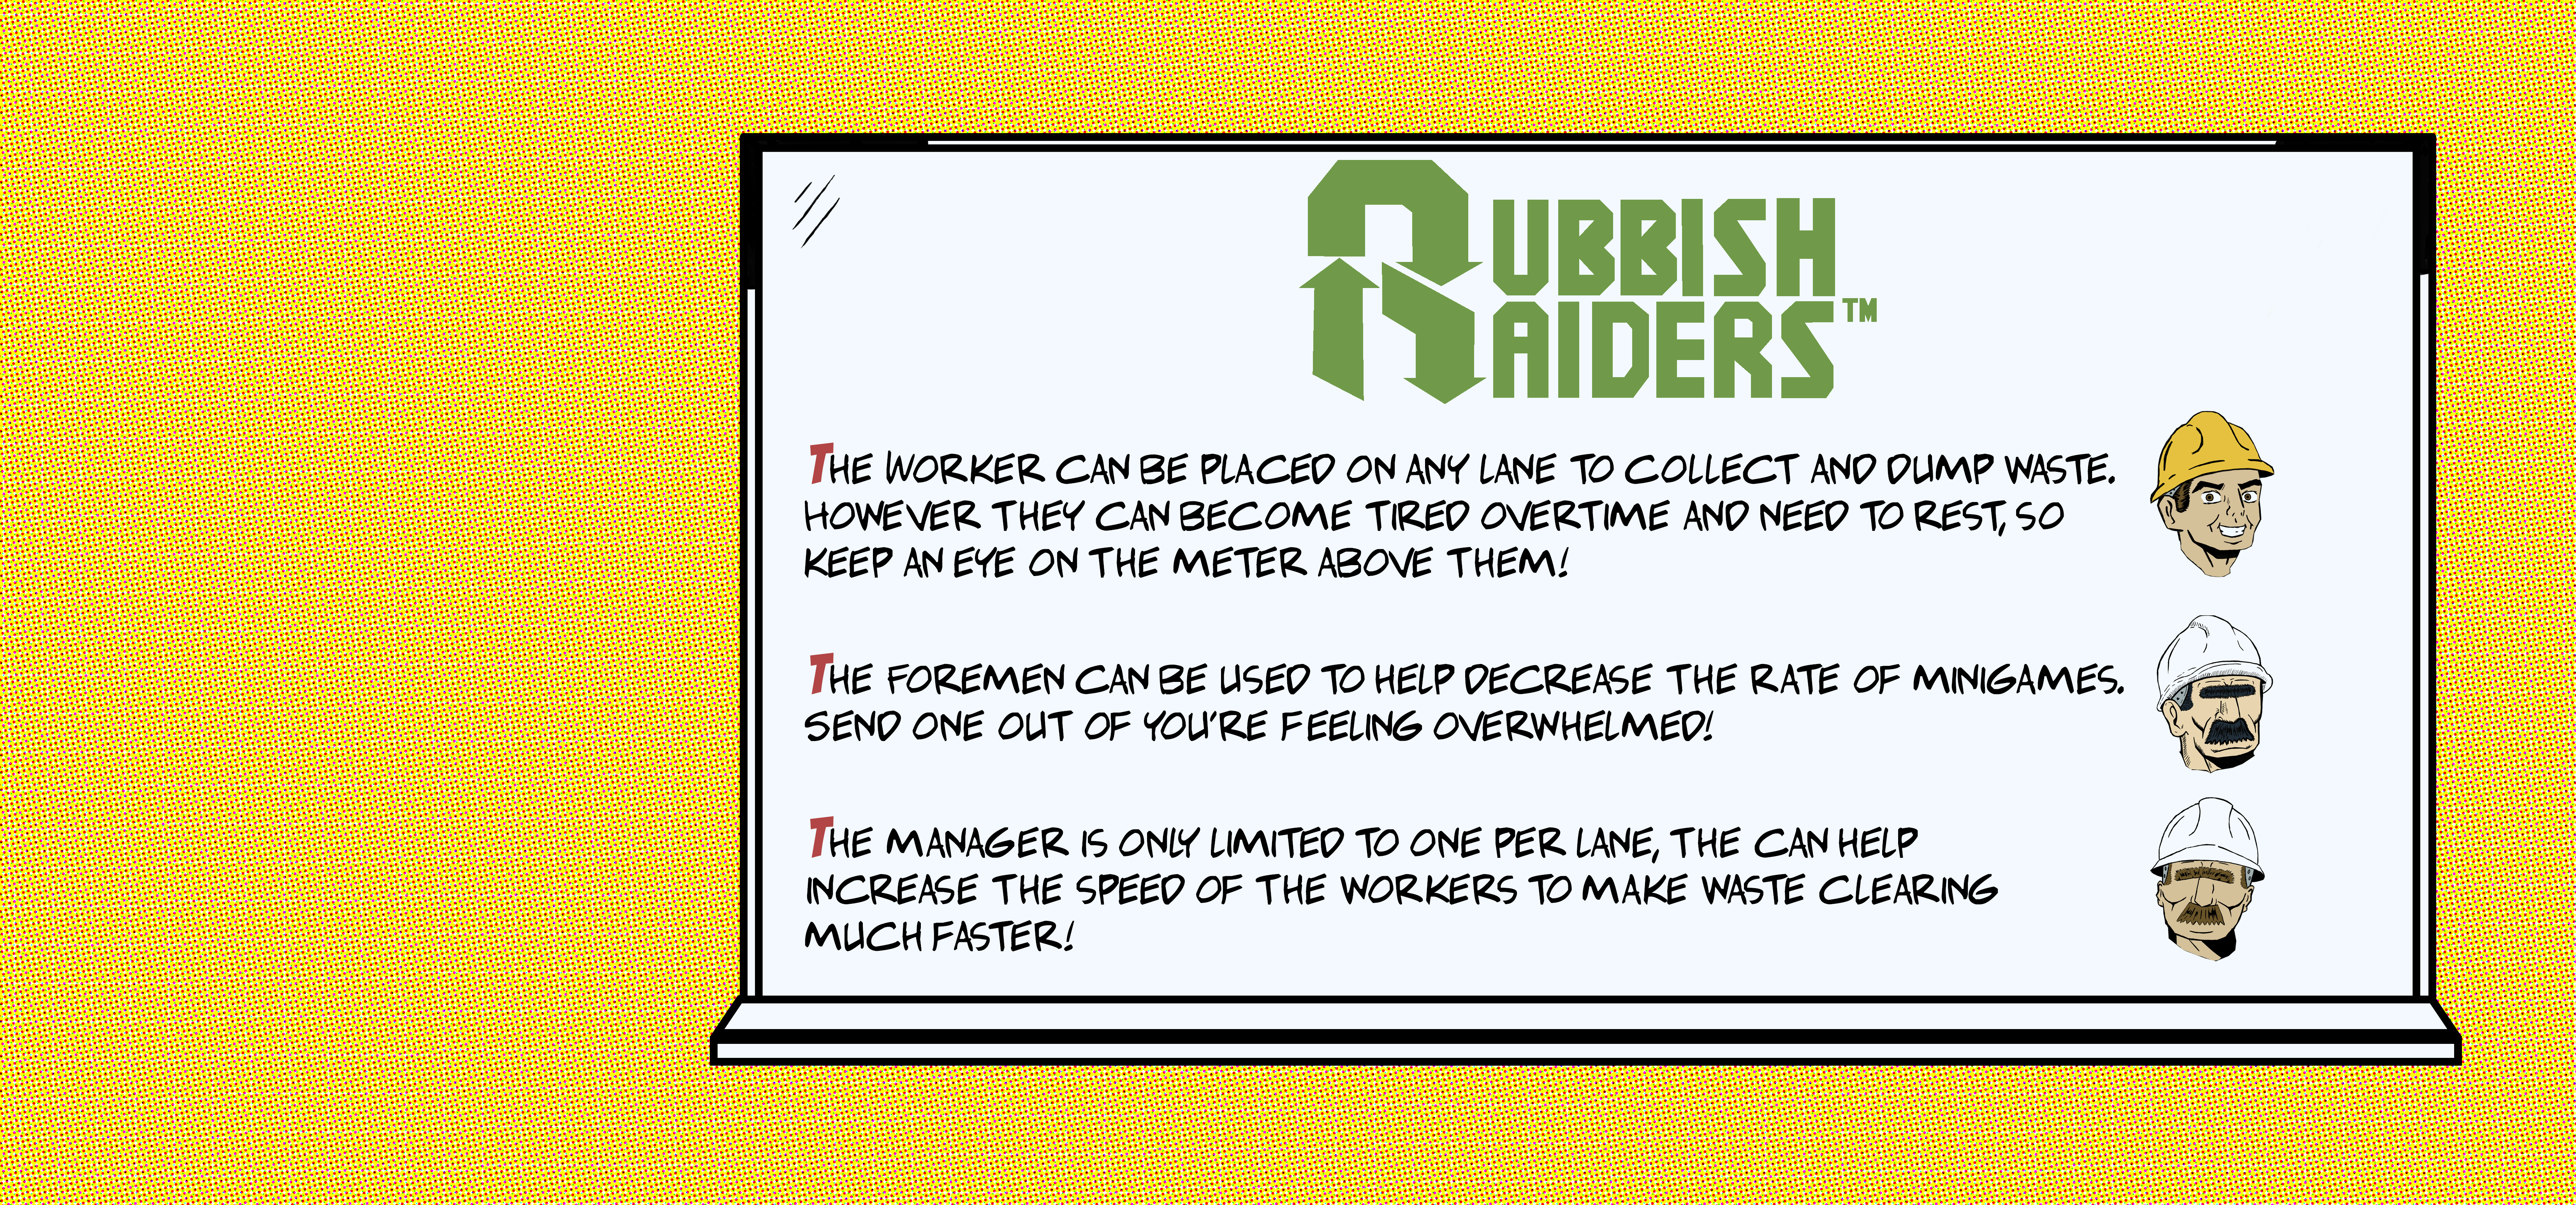 RUBBISH
RAIDERS™
THE WORKER CAN BE PLACED ON ANY LANE TO COLLECT AND DUMP WASTE.
HOWEVER THEY CAN BECOME TIRED OVERTIME AND NEED TO REST, SO
KEEP AN EYE ON THE METER ABOVE THEM!
THE FOREMEN CAN BE USED TO HELP DECREASE THE RATE OF MINIGAMES.
SEND ONE OUT OF YOU'RE FEELING OVERWHELMED!
THE MANAGER IS ONLY LIMITED TO ONE PER LANE, THE CAN HELP
INCREASE THE SPEED OF THE WORKERS TO MAKE WASTE CLEARING
MUCH FASTER!